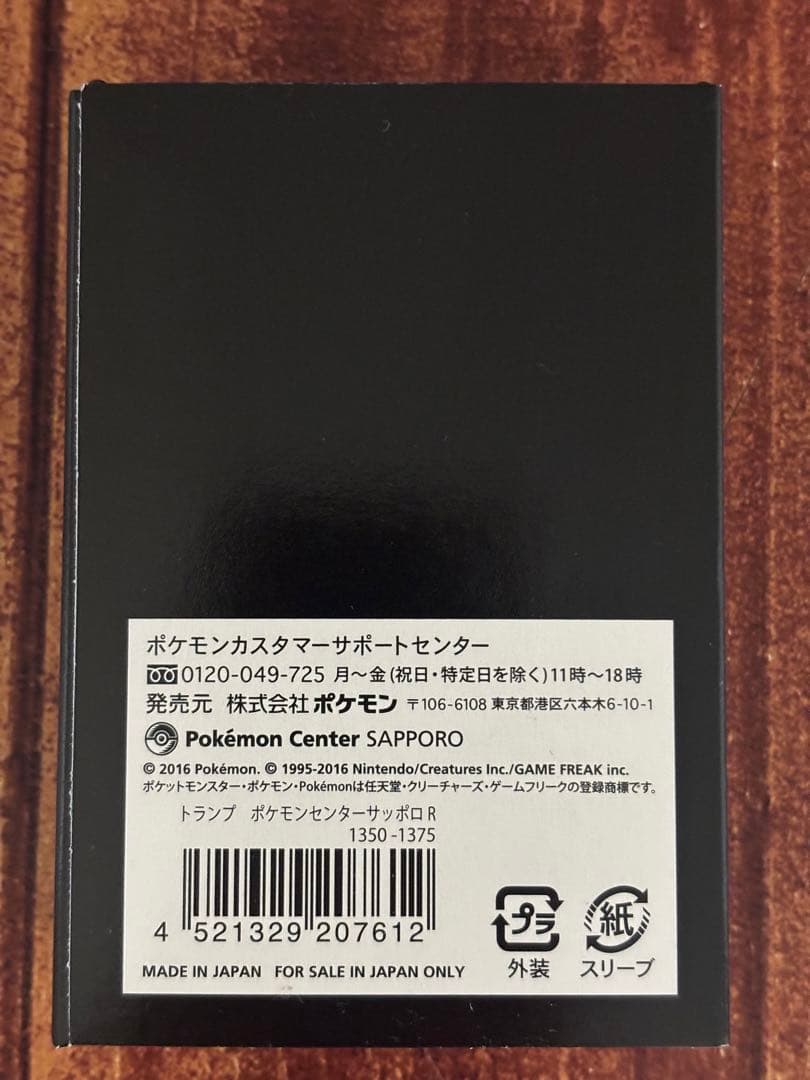 ポケモンカスタマーサポートセンター
0120-049-725 月〜金(祝日・特定日を除く)11時〜18時
発売元 株式会社ポケモン 〒106-6108 東京都港区六本木6-10-1
Pokémon Center SAPPORO
© 2016 Pokémon. © 1995-2016 Nintendo/Creatures Inc./GAME FREAK inc.
ポケットモンスター・ポケモン・Pokémonは任天堂・クリーチャーズ・ゲームフリークの登録商標です。
トランプ ポケモンセンターサッポロ R
1350 -1375
4 521329 207612
プラ 紙
外装 スリーブ
MADE IN JAPAN FOR SALE IN JAPAN ONLY